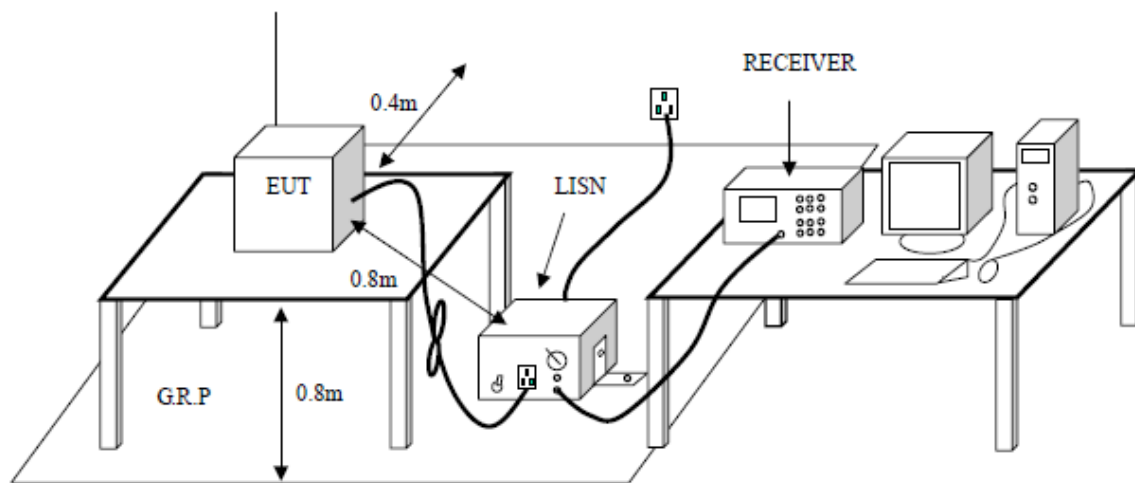 RECEIVER
0.4m
EUT
LISN
0.8m
G.R.P
0.8m